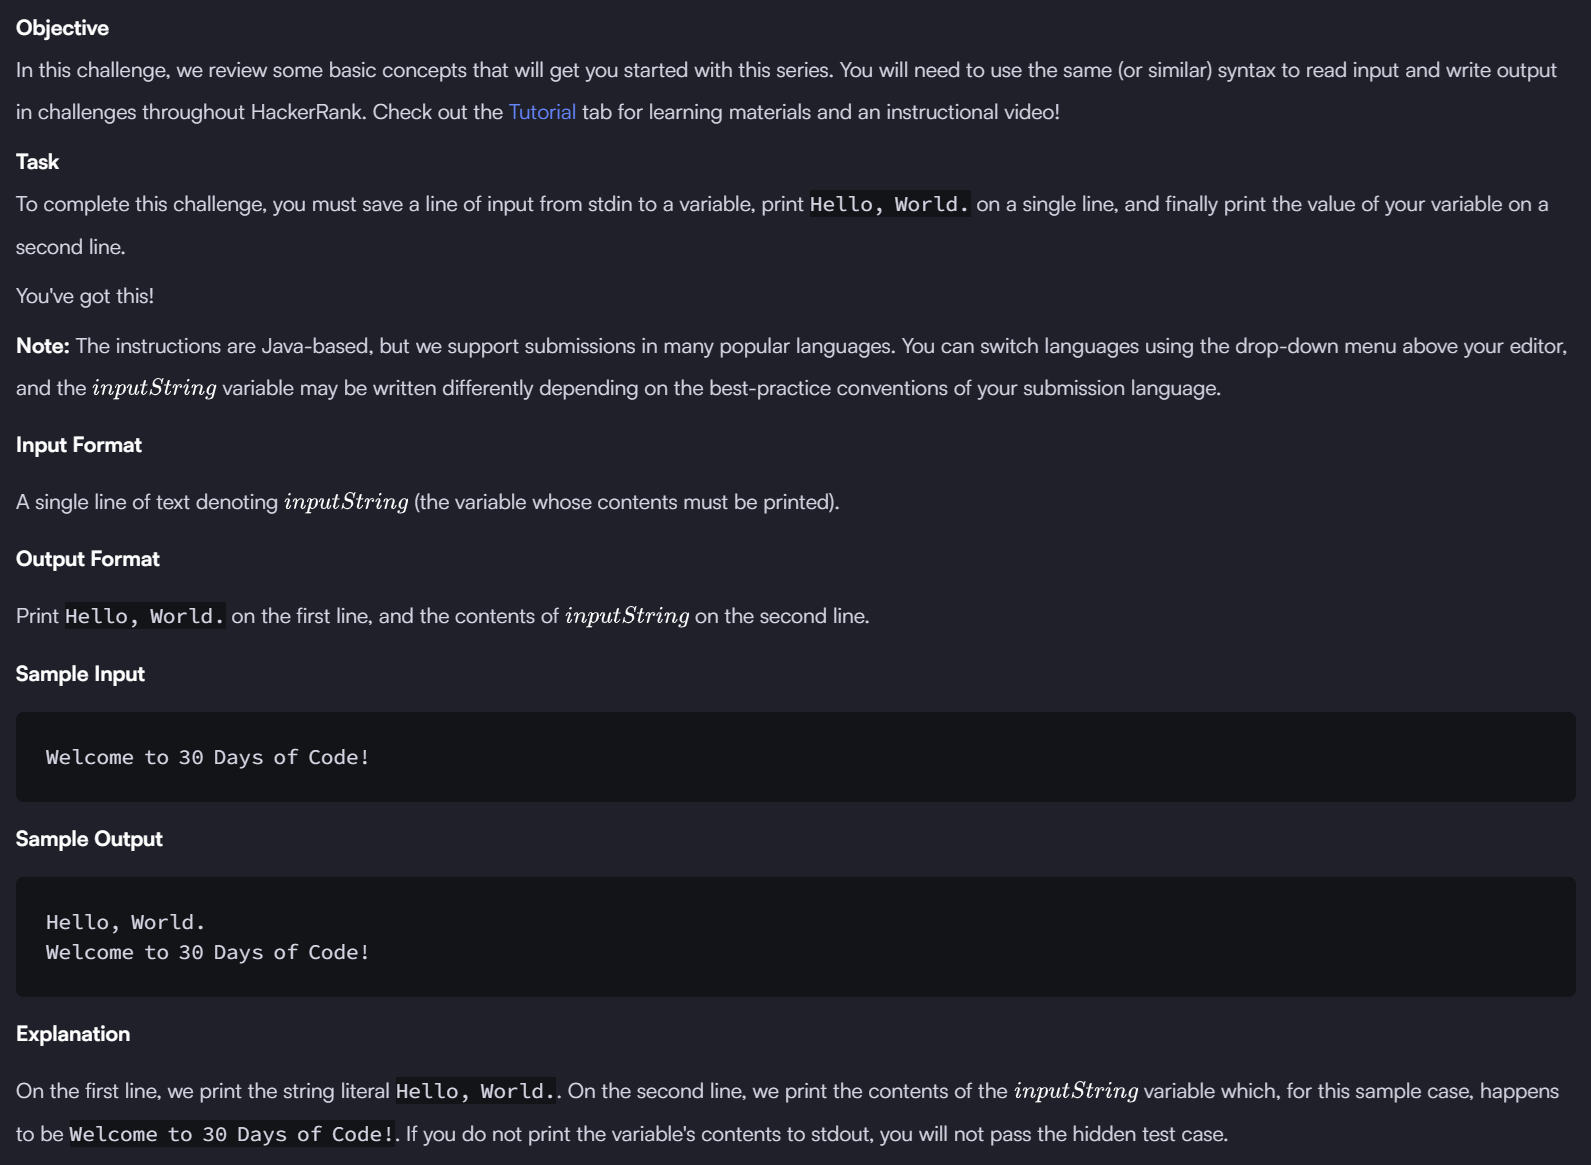 Objective
In this challenge, we review some basic concepts that will get you started with this series. You will need to use the same (or similar) syntax to read input and write output
in challenges throughout HackerRank. Check out the Tutorial tab for learning materials and an instructional video!
Task
To complete this challenge, you must save a line of input from stdin to a variable, print Hello, World. on a single line, and finally print the value of your variable on a
second line.
You've got this!
Note: The instructions are Java-based, but we support submissions in many popular languages. You can switch languages using the drop-down menu above your editor,
and the inputString variable may be written differently depending on the best-practice conventions of your submission language.
Input Format
A single line of text denoting inputString (the variable whose contents must be printed).
Output Format
Print Hello, World. on the first line, and the contents of inputString on the second line.
Sample Input
Welcome to 30 Days of Code!
Sample Output
Hello, World.
Welcome to 30 Days of Code!
Explanation
On the first line, we print the string literal Hello, World.. On the second line, we print the contents of the inputString variable which, for this sample case, happens
to be Welcome to 30 Days of Code!. If you do not print the variable's contents to stdout, you will not pass the hidden test case.